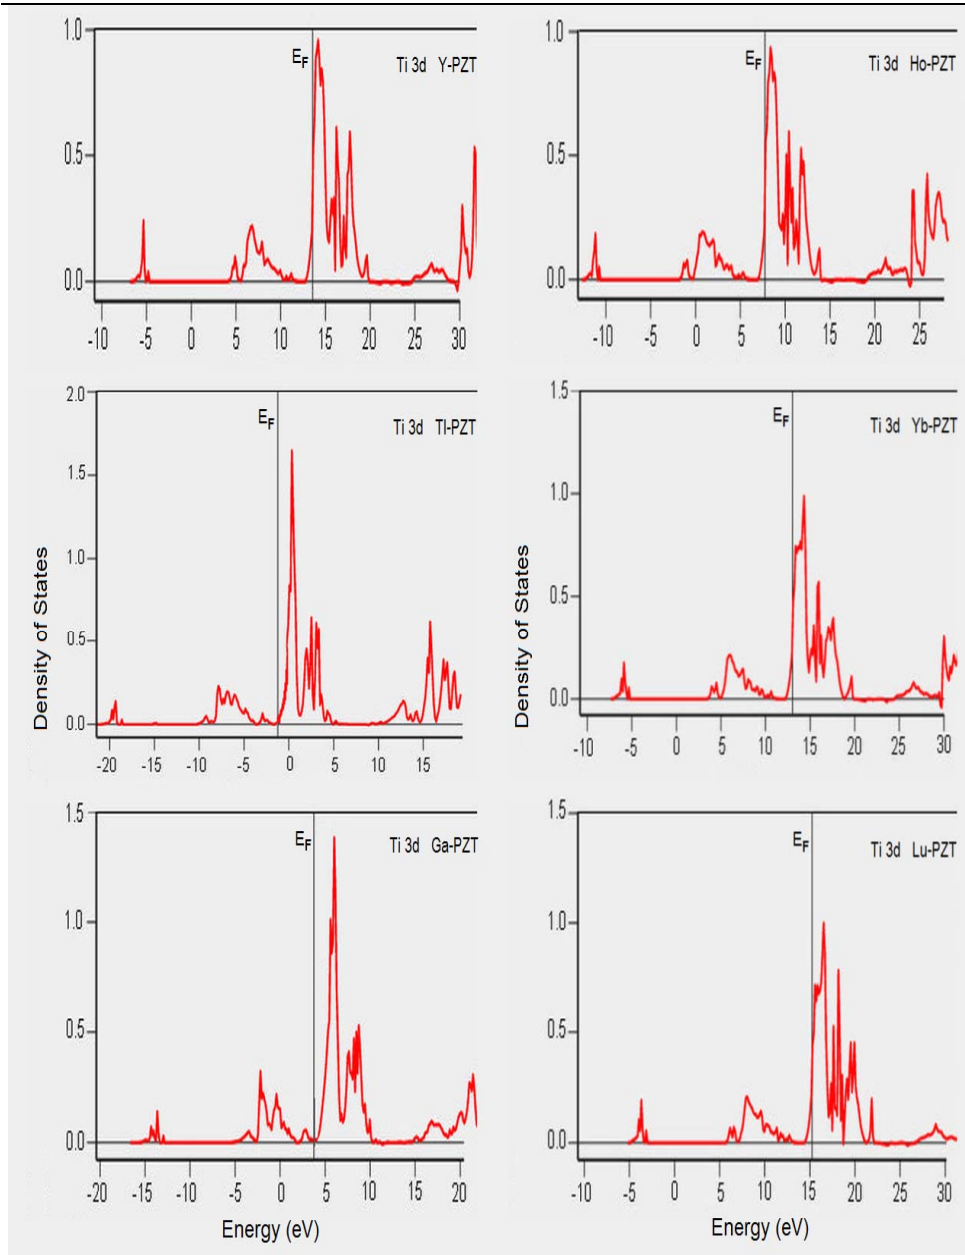 1.0
E_F
Ti 3d Y-PZT
0.5
0.0
-10 -5 0 5 10 15 20 25 30
1.0
E_F
Ti 3d Ho-PZT
0.5
0.0
-10 -5 0 5 10 15 20 25
2.0
E_F
Ti 3d Tl-PZT
1.5
1.0
0.5
0.0
-20 -15 -10 -5 0 5 10 15
Density of States
1.5
E_F
Ti 3d Yb-PZT
1.0
0.5
0.0
-10 -5 0 5 10 15 20 25 30
Density of States
1.5
E_F
Ti 3d Ga-PZT
1.0
0.5
0.0
-20 -15 -10 -5 0 5 10 15 20
Energy (eV)
1.5
E_F
Ti 3d Lu-PZT
1.0
0.5
0.0
-10 -5 0 5 10 15 20 25 30
Energy (eV)